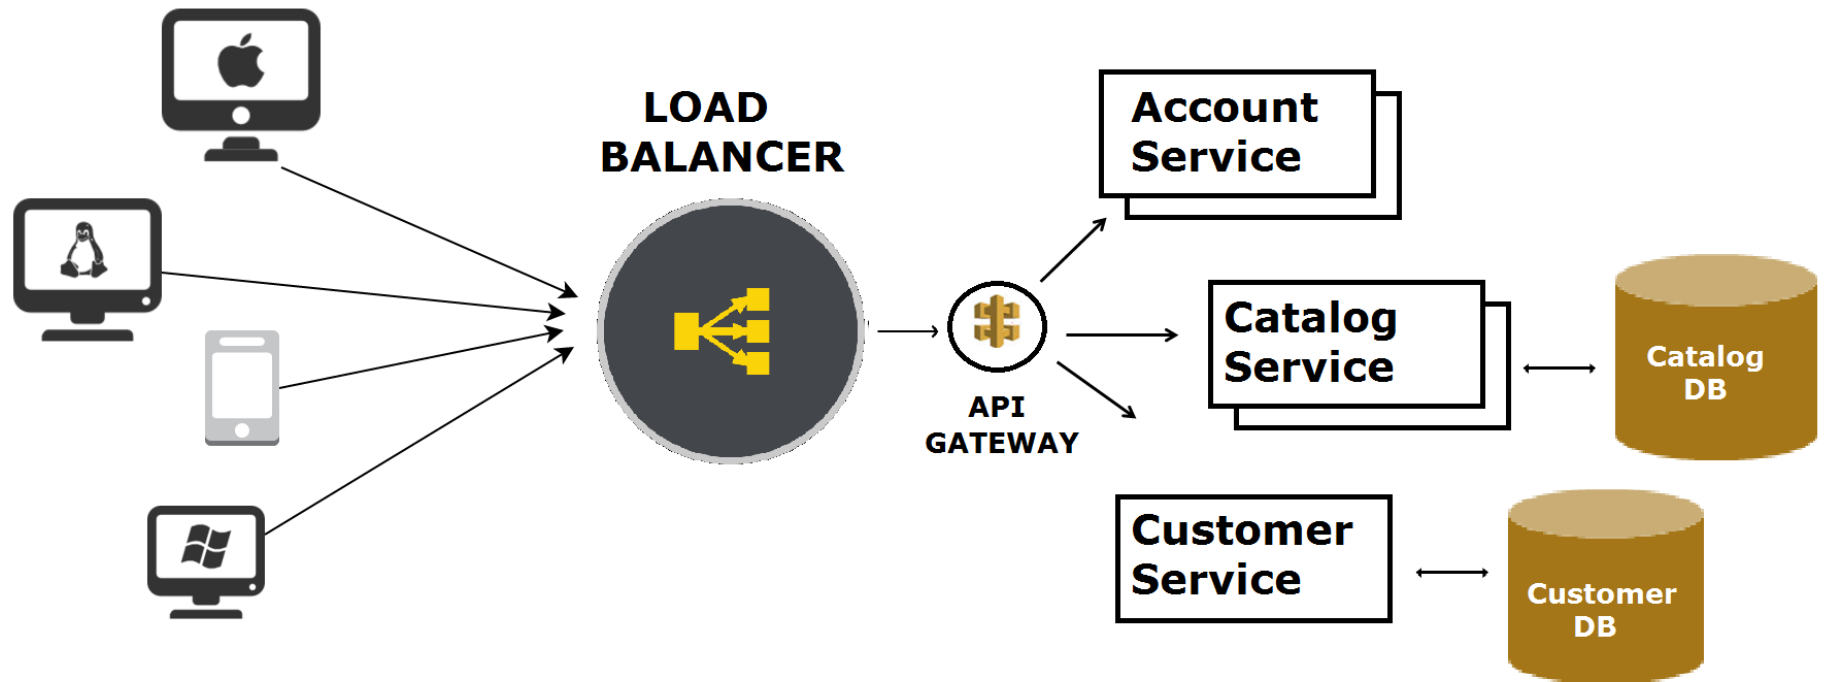 LOAD
BALANCER
API
GATEWAY
Account
Service
Catalog
Service
Catalog
DB
Customer
Service
Customer
DB